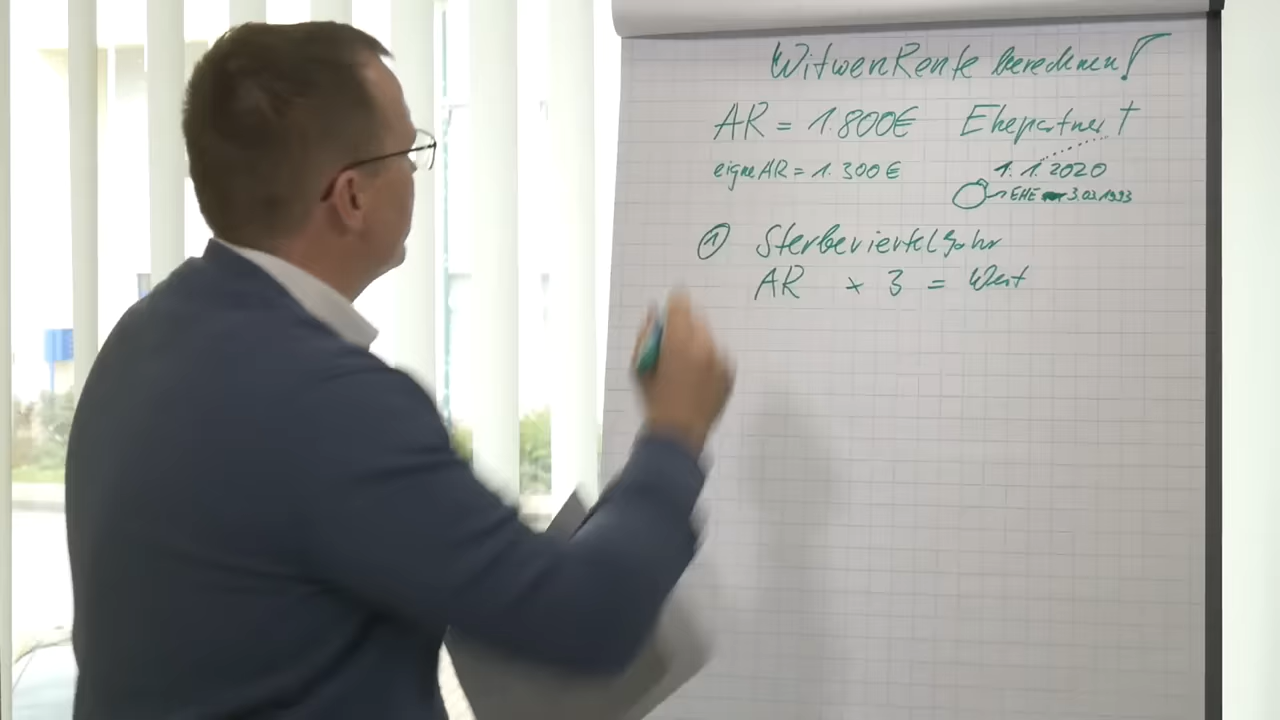 WitwenRente berechnen!
AR = 1.800€ Ehepartner †
eigne AR = 1.300€ 1.1.2020
EHE 3.03.1993
① Sterbevierteljahr
AR x 3 = Wert